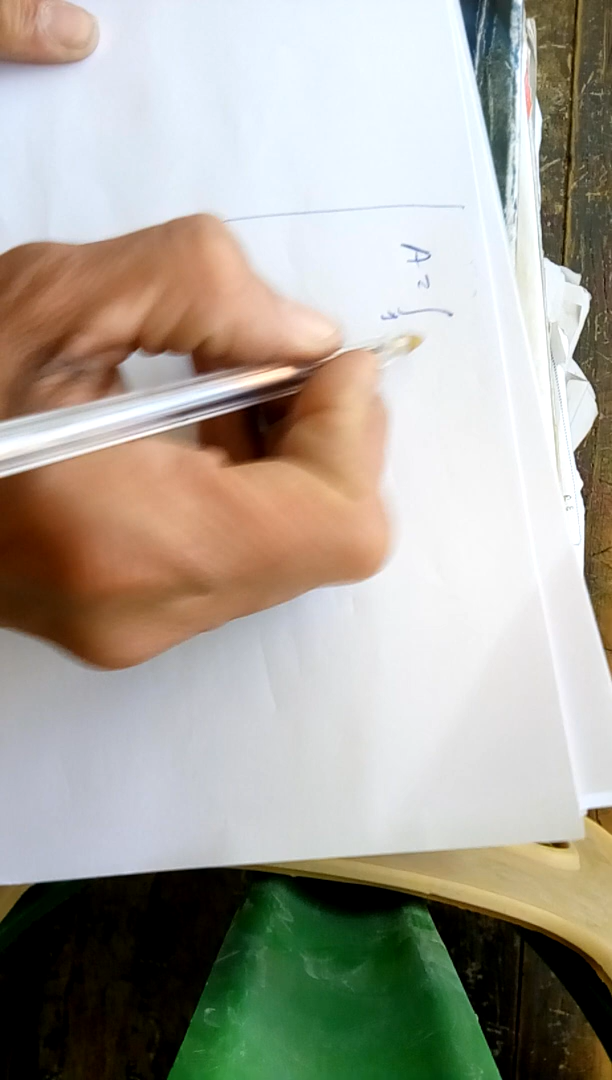 A = ∫